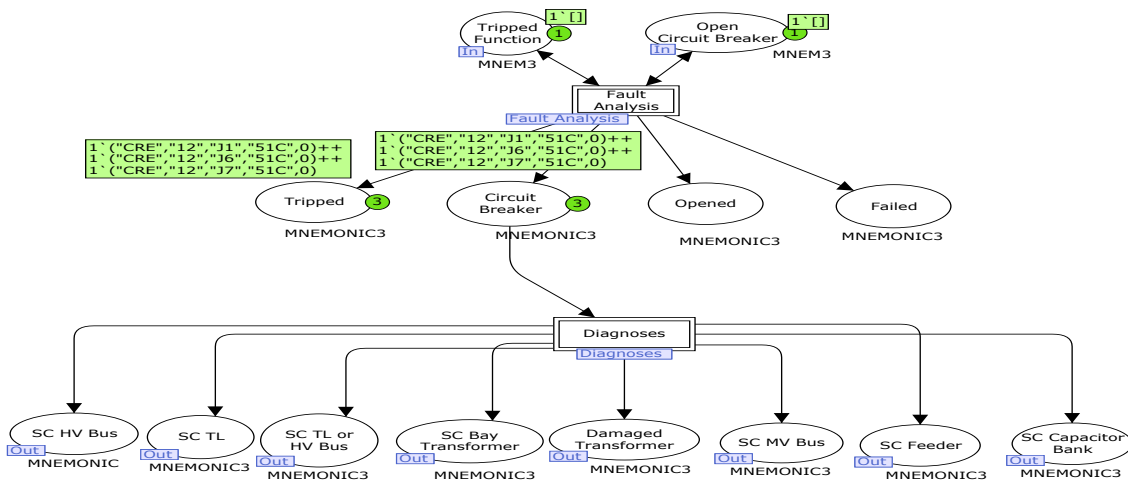 1`[]
1`[]
Tripped
Function
1
In
MNEM3
Open
Circuit Breaker
1
In
MNEM3
Fault
Analysis
Fault Analysis
1`("CRE","12","J1","51C",0)++
1`("CRE","12","J6","51C",0)++
1`("CRE","12","J7","51C",0)
1`("CRE","12","J1","51C",0)++
1`("CRE","12","J6","51C",0)++
1`("CRE","12","J7","51C",0)
Tripped
3
MNEMONIC3
Circuit
Breaker
3
MNEMONIC3
Opened
MNEMONIC3
Failed
MNEMONIC3
Diagnoses
Diagnoses
SC HV Bus
Out
MNEMONIC
SC TL
Out
MNEMONIC3
SC TL or
HV Bus
Out
MNEMONIC3
SC Bay
Transformer
Out
MNEMONIC3
Damaged
Transformer
Out
MNEMONIC3
SC MV Bus
Out
MNEMONIC3
SC Feeder
Out
MNEMONIC3
SC Capacitor
Bank
Out
MNEMONIC3